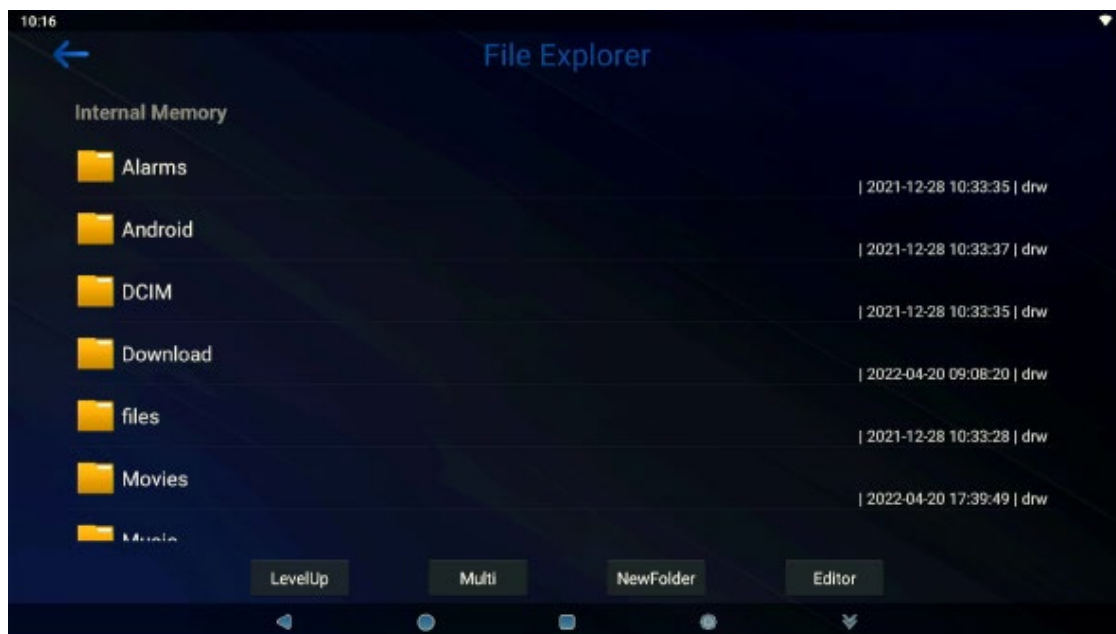 10:16
File Explorer
Internal Memory
Alarms
| 2021-12-28 10:33:35 | drw
Android
| 2021-12-28 10:33:37 | drw
DCIM
| 2021-12-28 10:33:35 | drw
Download
| 2022-04-20 09:08:20 | drw
files
| 2021-12-28 10:33:28 | drw
Movies
| 2022-04-20 17:39:49 | drw
Music
LevelUp Multi NewFolder Editor